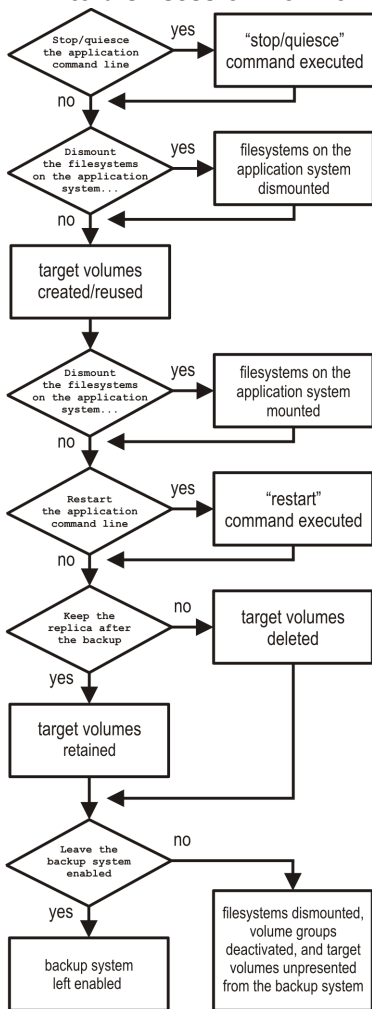 Stop/quiesce
the application
command line
yes
"stop/quiesce"
command executed
no
Dismount
the filesystems
on the application
system...
yes
filesystems on the
application system
dismounted
no
target volumes
created/reused
Dismount
the filesystems
on the application
system...
yes
filesystems on the
application system
mounted
no
Restart
the application
command line
yes
"restart"
command executed
no
Keep the
replica after
the backup
no
target volumes
deleted
yes
target volumes
retained
Leave the
backup system
enabled
no
yes
backup system
left enabled
filesystems dismounted,
volume groups
deactivated, and target
volumes unpresented
from the backup system